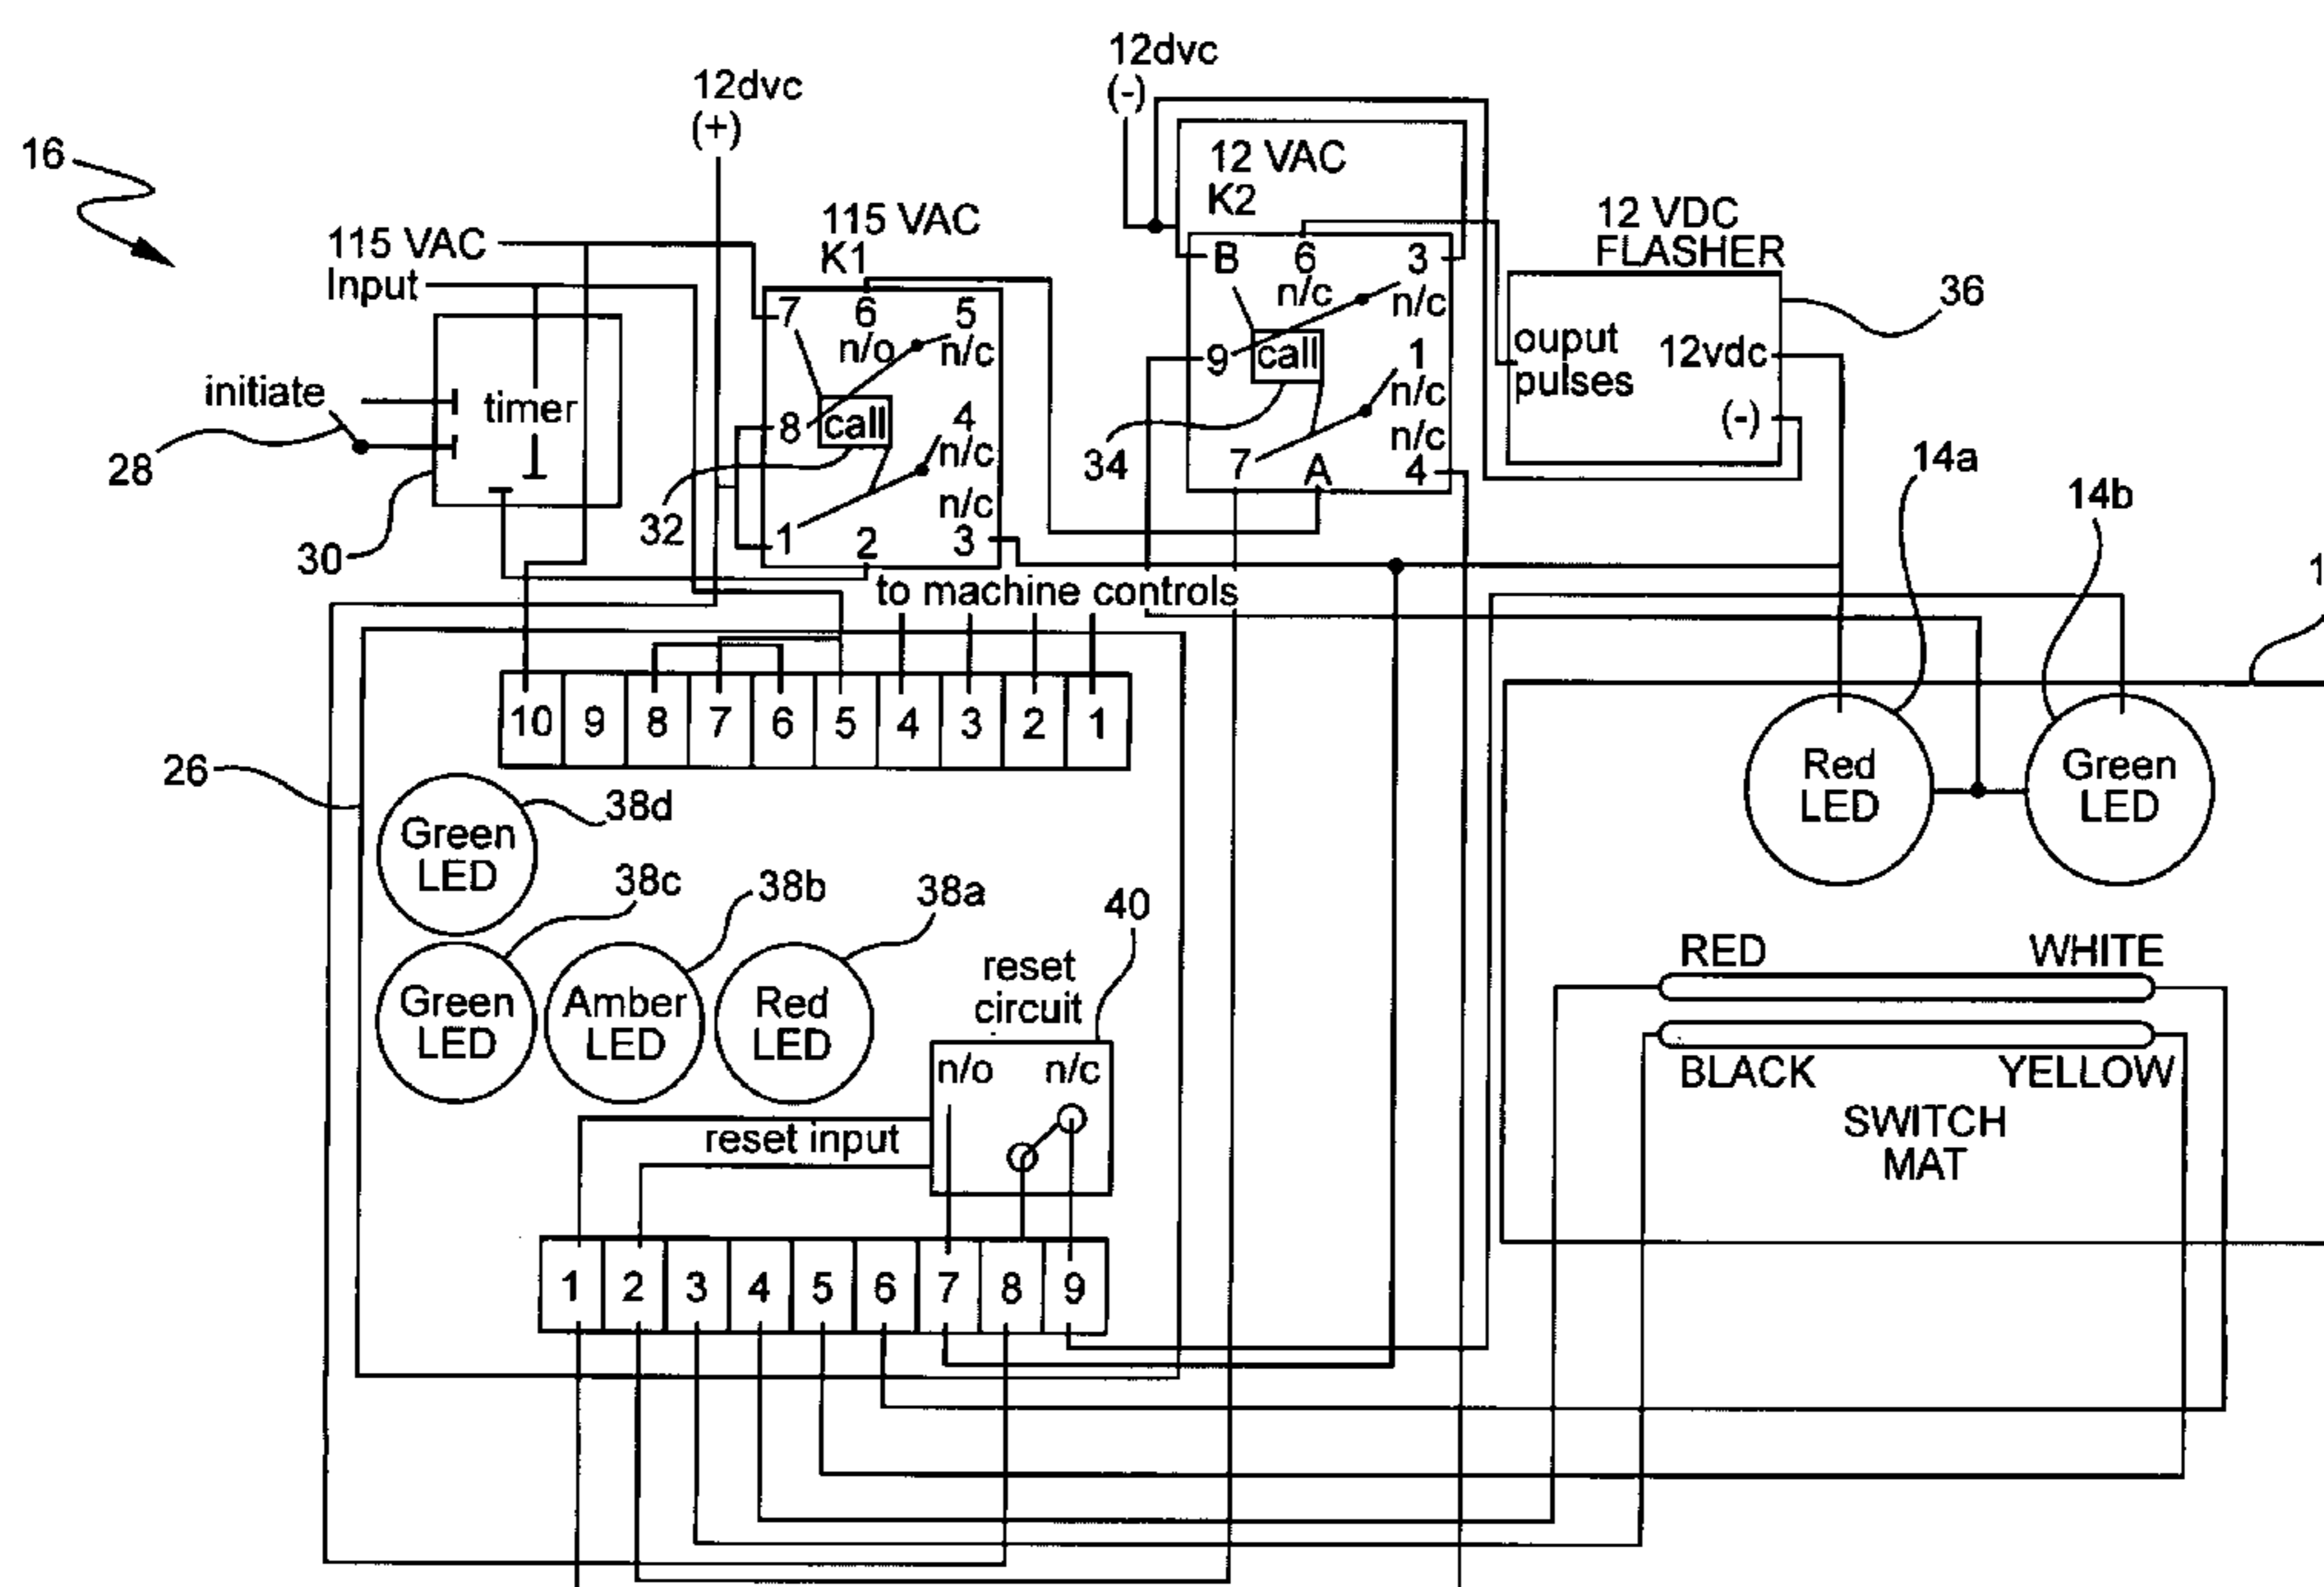 12dvc
(-)
12dvc
(+)
16
12 VAC
K2
115 VAC
K1
12 VDC
FLASHER
115 VAC
Input
36
B
6
3
n/c
n/c
7
6
5
n/o
n/c
9
call
1
n/c
ouput
pulses
12vdc
(-)
initiate
timer
8
call
4
n/c
n/c
7
A
4
28
34
14a
14b
30
32
n/c
1
2
3
1
to machine controls
10
9
8
7
6
5
4
3
2
1
26
Red
LED
Green
LED
38d
Green
LED
38c
38b
38a
40
Green
LED
Amber
LED
Red
LED
reset
circuit
n/o
n/c
reset input
RED
WHITE
BLACK
YELLOW
SWITCH
MAT
1
2
3
4
5
6
7
8
9